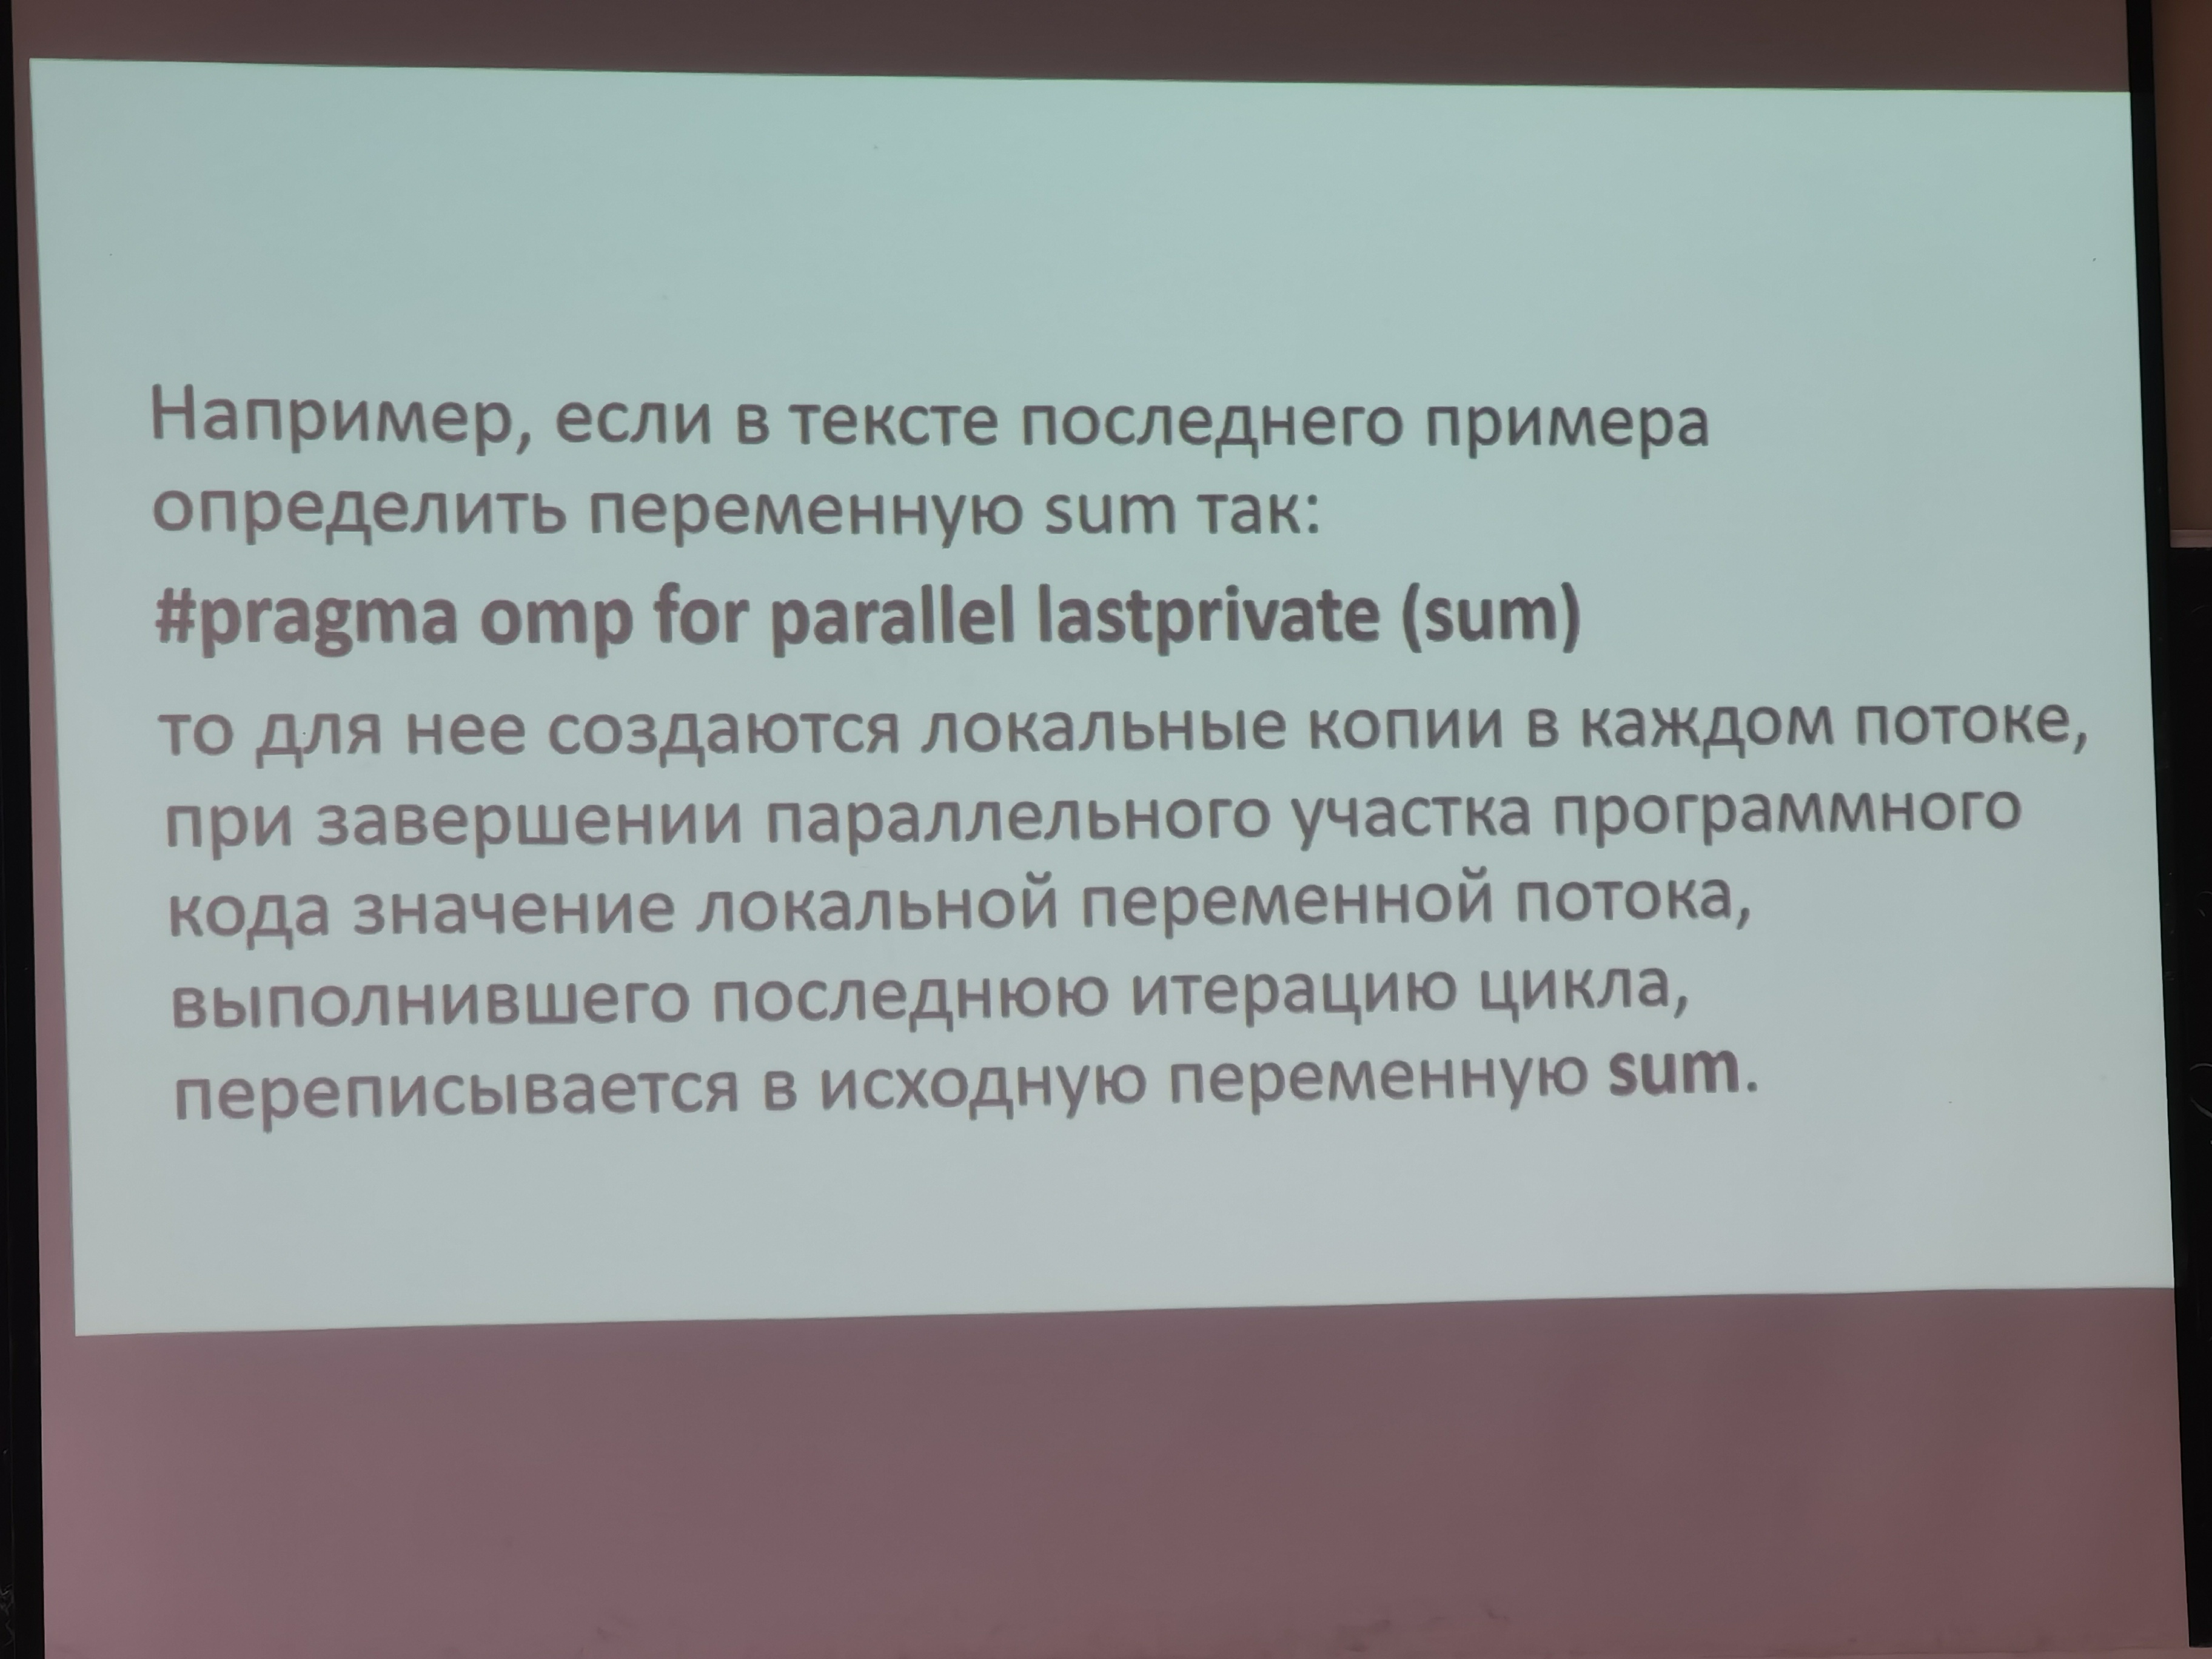 Например, если в тексте последнего примера
определить переменную sum так:
#pragma omp for parallel lastprivate (sum)
то для нее создаются локальные копии в каждом потоке,
при завершении параллельного участка программного
кода значение локальной переменной потока,
выполнившего последнюю итерацию цикла,
переписывается в исходную переменную sum.